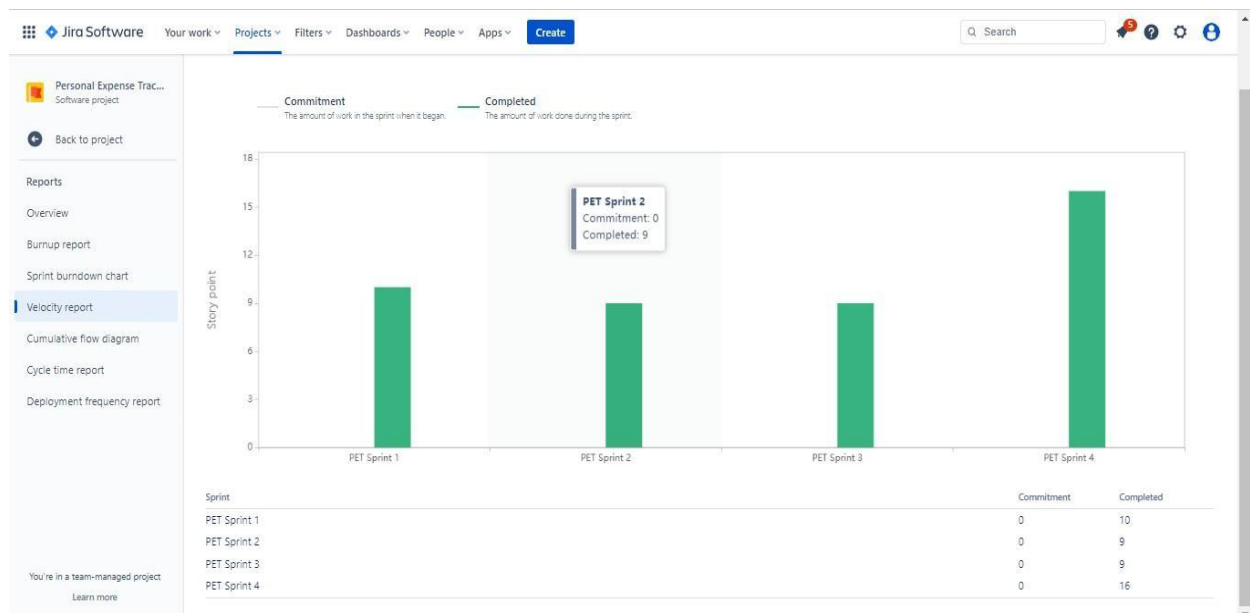 Jira Software Your work Projects Filters Dashboards People Apps Create Search 5
Personal Expense Trac...
Software project
Back to project
Reports
Overview
Burnup report
Sprint burndown chart
Velocity report
Cumulative flow diagram
Cycle time report
Deployment frequency report
You're in a team-managed project
Learn more
Commitment
The amount of work in the sprint when it began.
Completed
The amount of work done during the sprint.
Story point
18
15
12
9
6
3
0
PET Sprint 2
Commitment: 0
Completed: 9
PET Sprint 1 PET Sprint 2 PET Sprint 3 PET Sprint 4
Sprint Commitment Completed
PET Sprint 1 0 10
PET Sprint 2 0 9
PET Sprint 3 0 9
PET Sprint 4 0 16